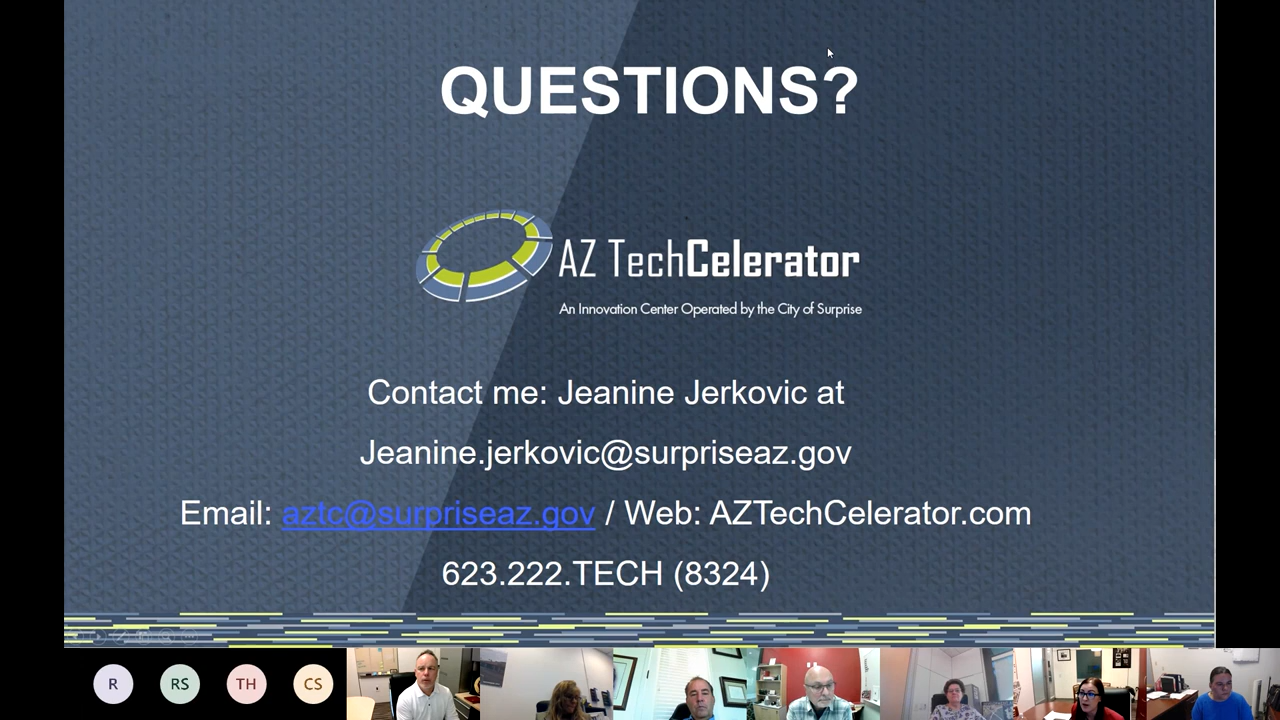 QUESTIONS?
AZ TechCelerator
An Innovation Center Operated by the City of Surprise
Contact me: Jeanine Jerkovic at
Jeanine.jerkovic@surpriseaz.gov
Email: aztc@surpriseaz.gov / Web: AZTechCelerator.com
623.222.TECH (8324)
R RS TH CS